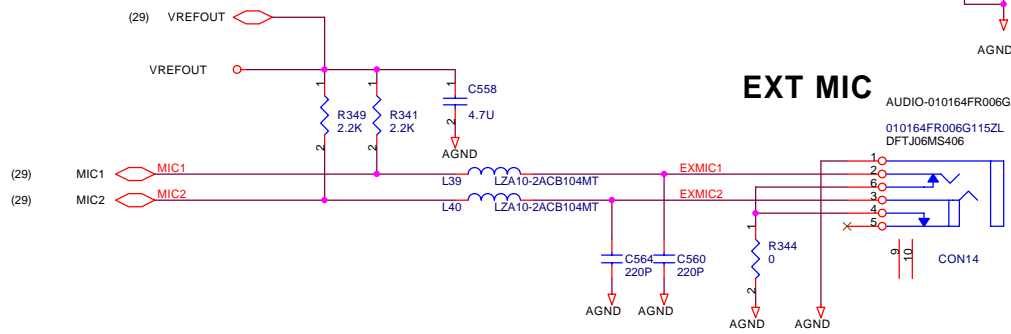 (29) VREFOUT
AGND
VREFOUT
EXT MIC
AUDIO-010164FR006G
010164FR006G115ZL
DFTJ06MS406
1
R349
2.2K
2
1
R341
2.2K
2
1
C558
4.7U
2
AGND
(29) MIC1 MIC1
L39 LZA10-2ACB104MT
EXMIC1
(29) MIC2 MIC2
L40 LZA10-2ACB104MT
EXMIC2
1
2
6
3
4
5
1
R344
0
2
C564
220P
C560
220P
9
10
CON14
AGND
AGND
AGND
AGND